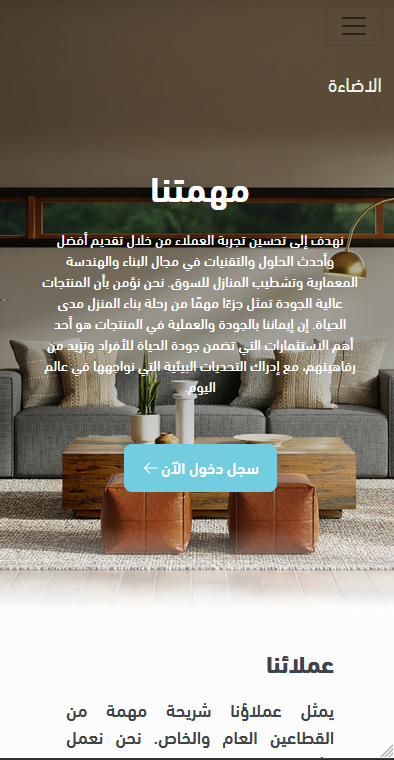 الاضاءة
مهمتنا
نهدف إلى تحسين تجربة العملاء من خلال تقديم أفضل
وأحدث الحلول والتقنيات في مجال البناء والهندسة
المعمارية وتشطيب المنازل للسوق. نحن نؤمن بأن المنتجات
عالية الجودة تمثل جزءًا مهمًا من رحلة بناء المنزل مدى
الحياة. إن إيماننا بالجودة والعملية في المنتجات هو أحد
أهم الاستثمارات التي تضمن جودة الحياة للأفراد وتزيد من
رفاهيتهم، مع إدراك التحديات البيئية التي نواجهها في عالم
اليوم.
سجل دخول الآن ←
عملائنا
يمثل عملاؤنا شريحة مهمة من
القطاعين العام والخاص. نحن نعمل